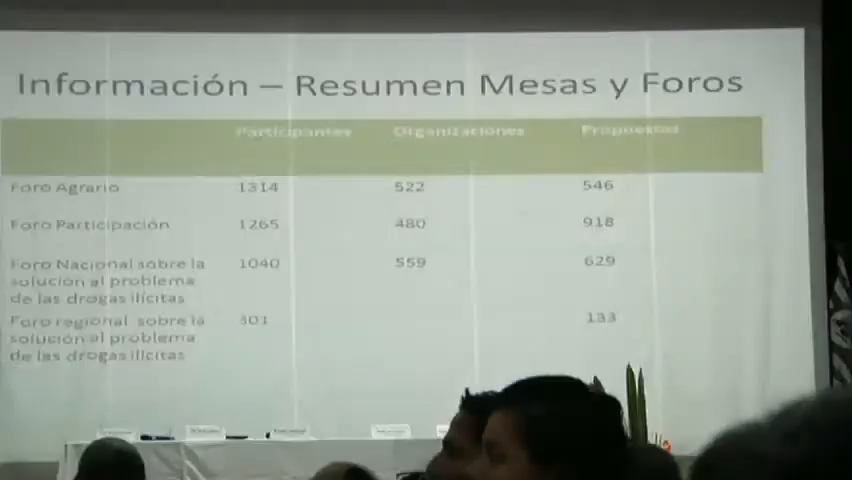 Información – Resumen Mesas y Foros
Participantes Organizaciones Propuestas
Foro Agrario 1314 522 546
Foro Participación 1265 480 918
Foro Nacional sobre la 1040 559 629
solución al problema
de las drogas ilícitas
Foro regional sobre la 301 133
solución al problema
de las drogas ilícitas